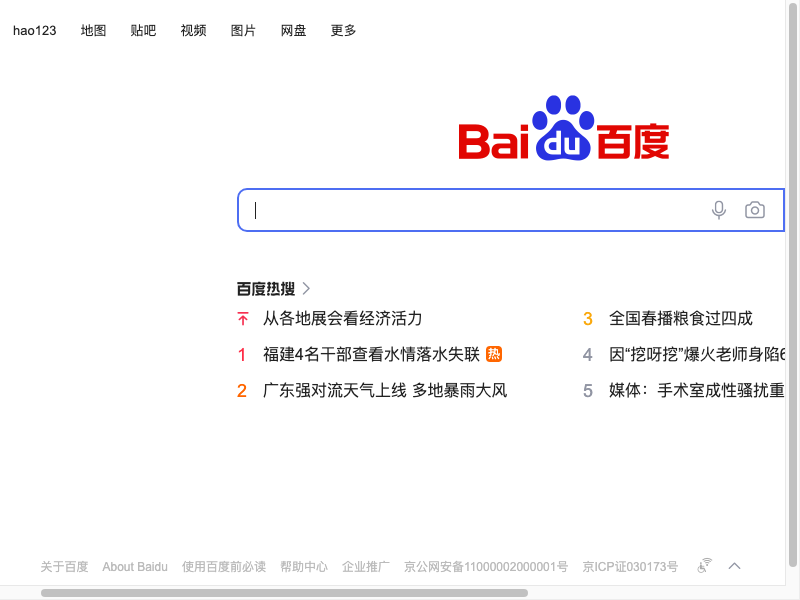 hao123 地图 贴吧 视频 图片 网盘 更多
Bai du 百度
百度热搜
从各地展会看经济活力
1 福建4名干部查看水情落水失联 热
2 广东强对流天气上线 多地暴雨大风
3 全国春播粮食过四成
4 因“挖呀挖”爆火老师身陷6
5 媒体：手术室成性骚扰重
关于百度 About Baidu 使用百度前必读 帮助中心 企业推广 京公网安备11000002000001号 京ICP证030173号